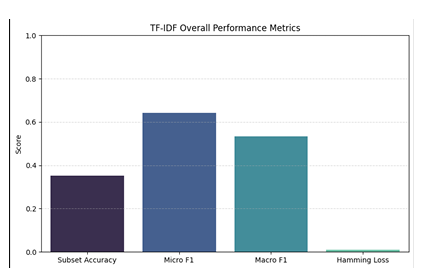 TF-IDF Overall Performance Metrics
1.0
0.8
0.6
0.4
0.2
0.0
Score
Subset Accuracy Micro F1 Macro F1 Hamming Loss